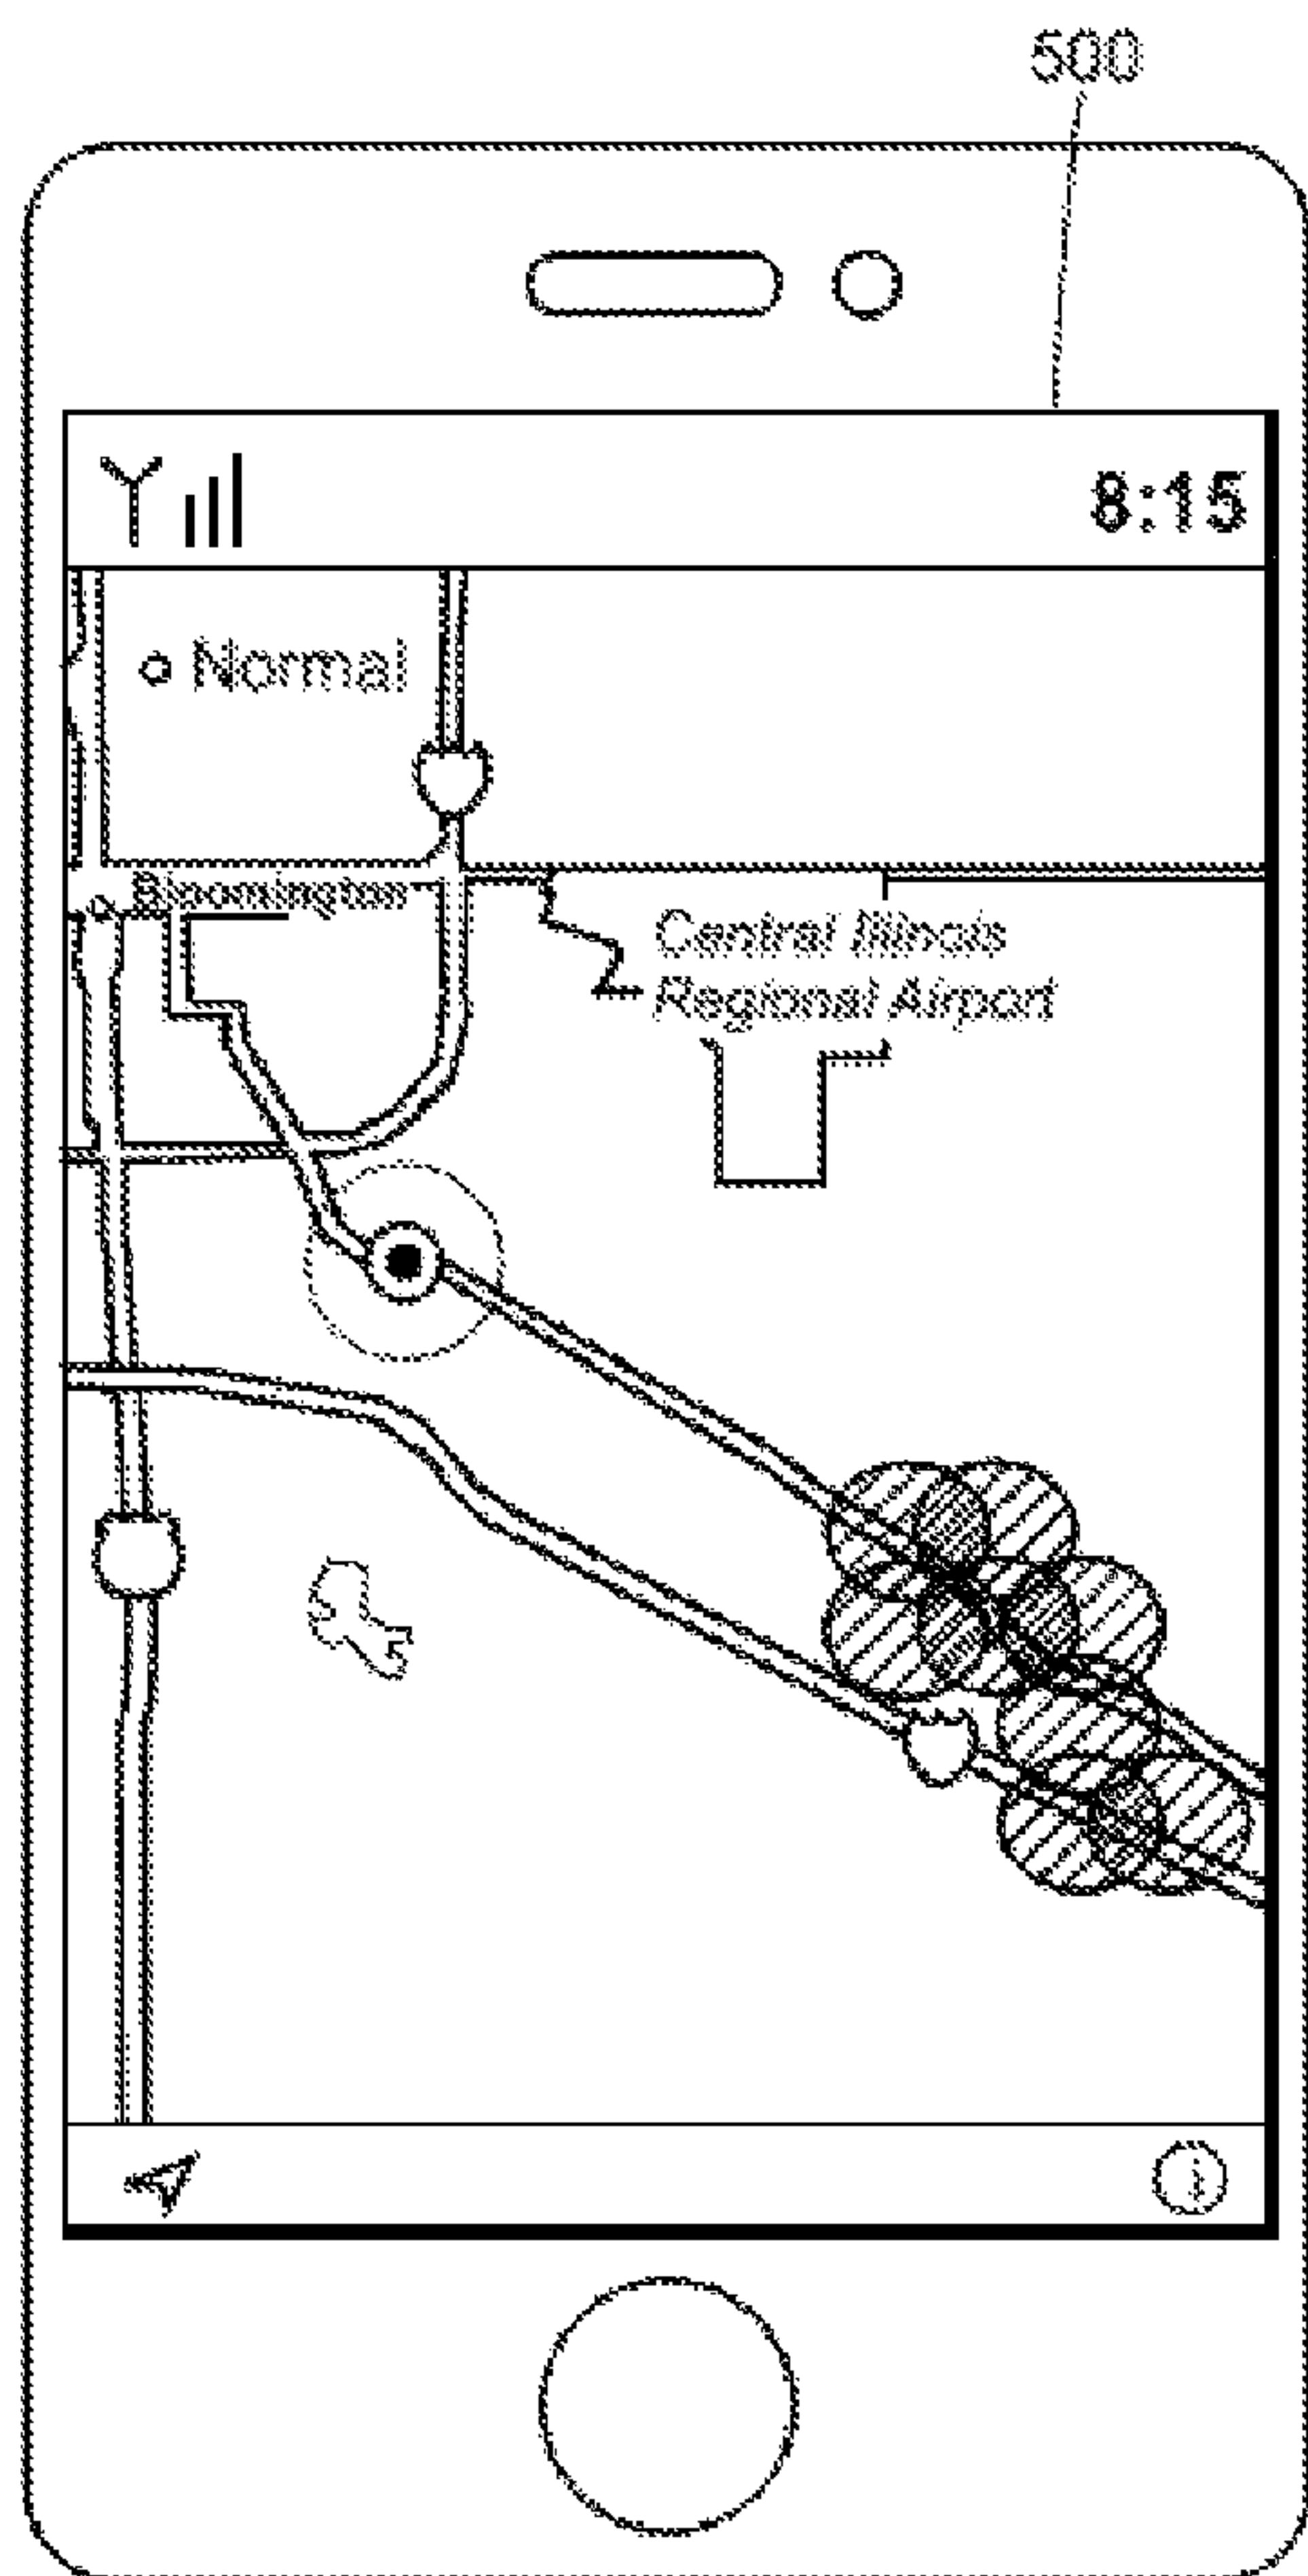 500
8:15
Normal
Bloomington
Central Illinois
Regional Airport